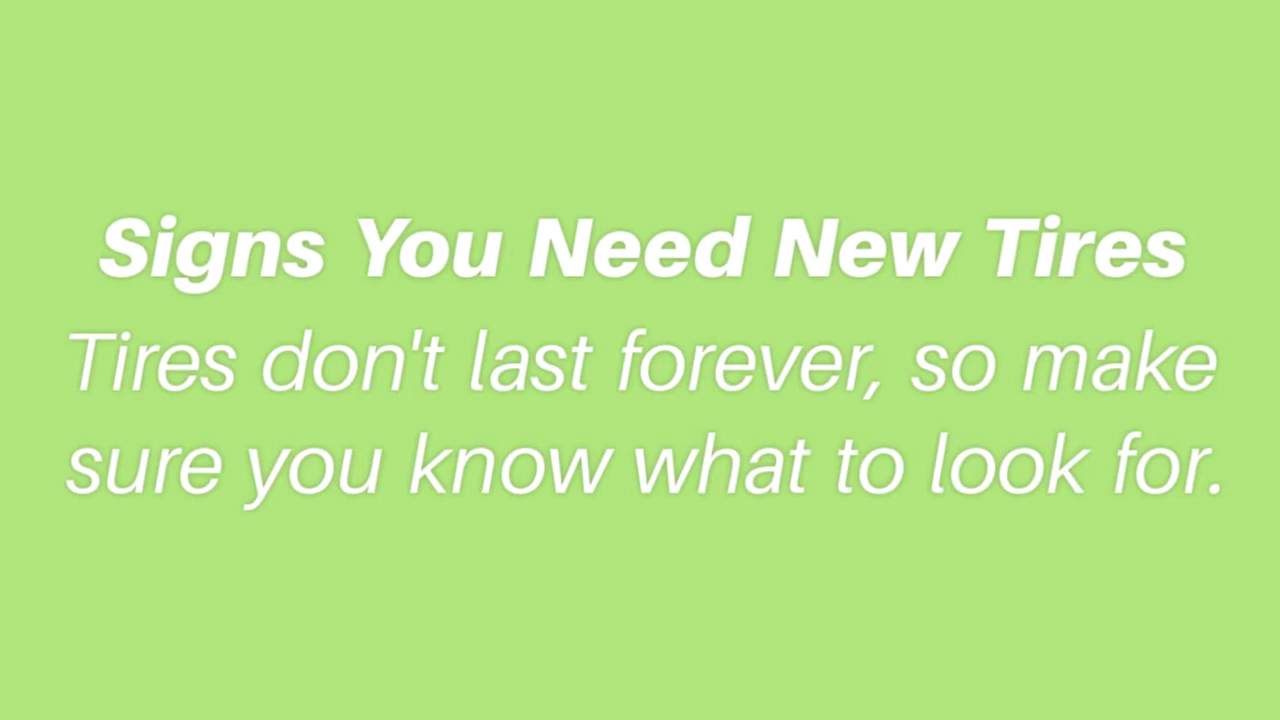 Signs You Need New Tires
Tires don't last forever, so make
sure you know what to look for.